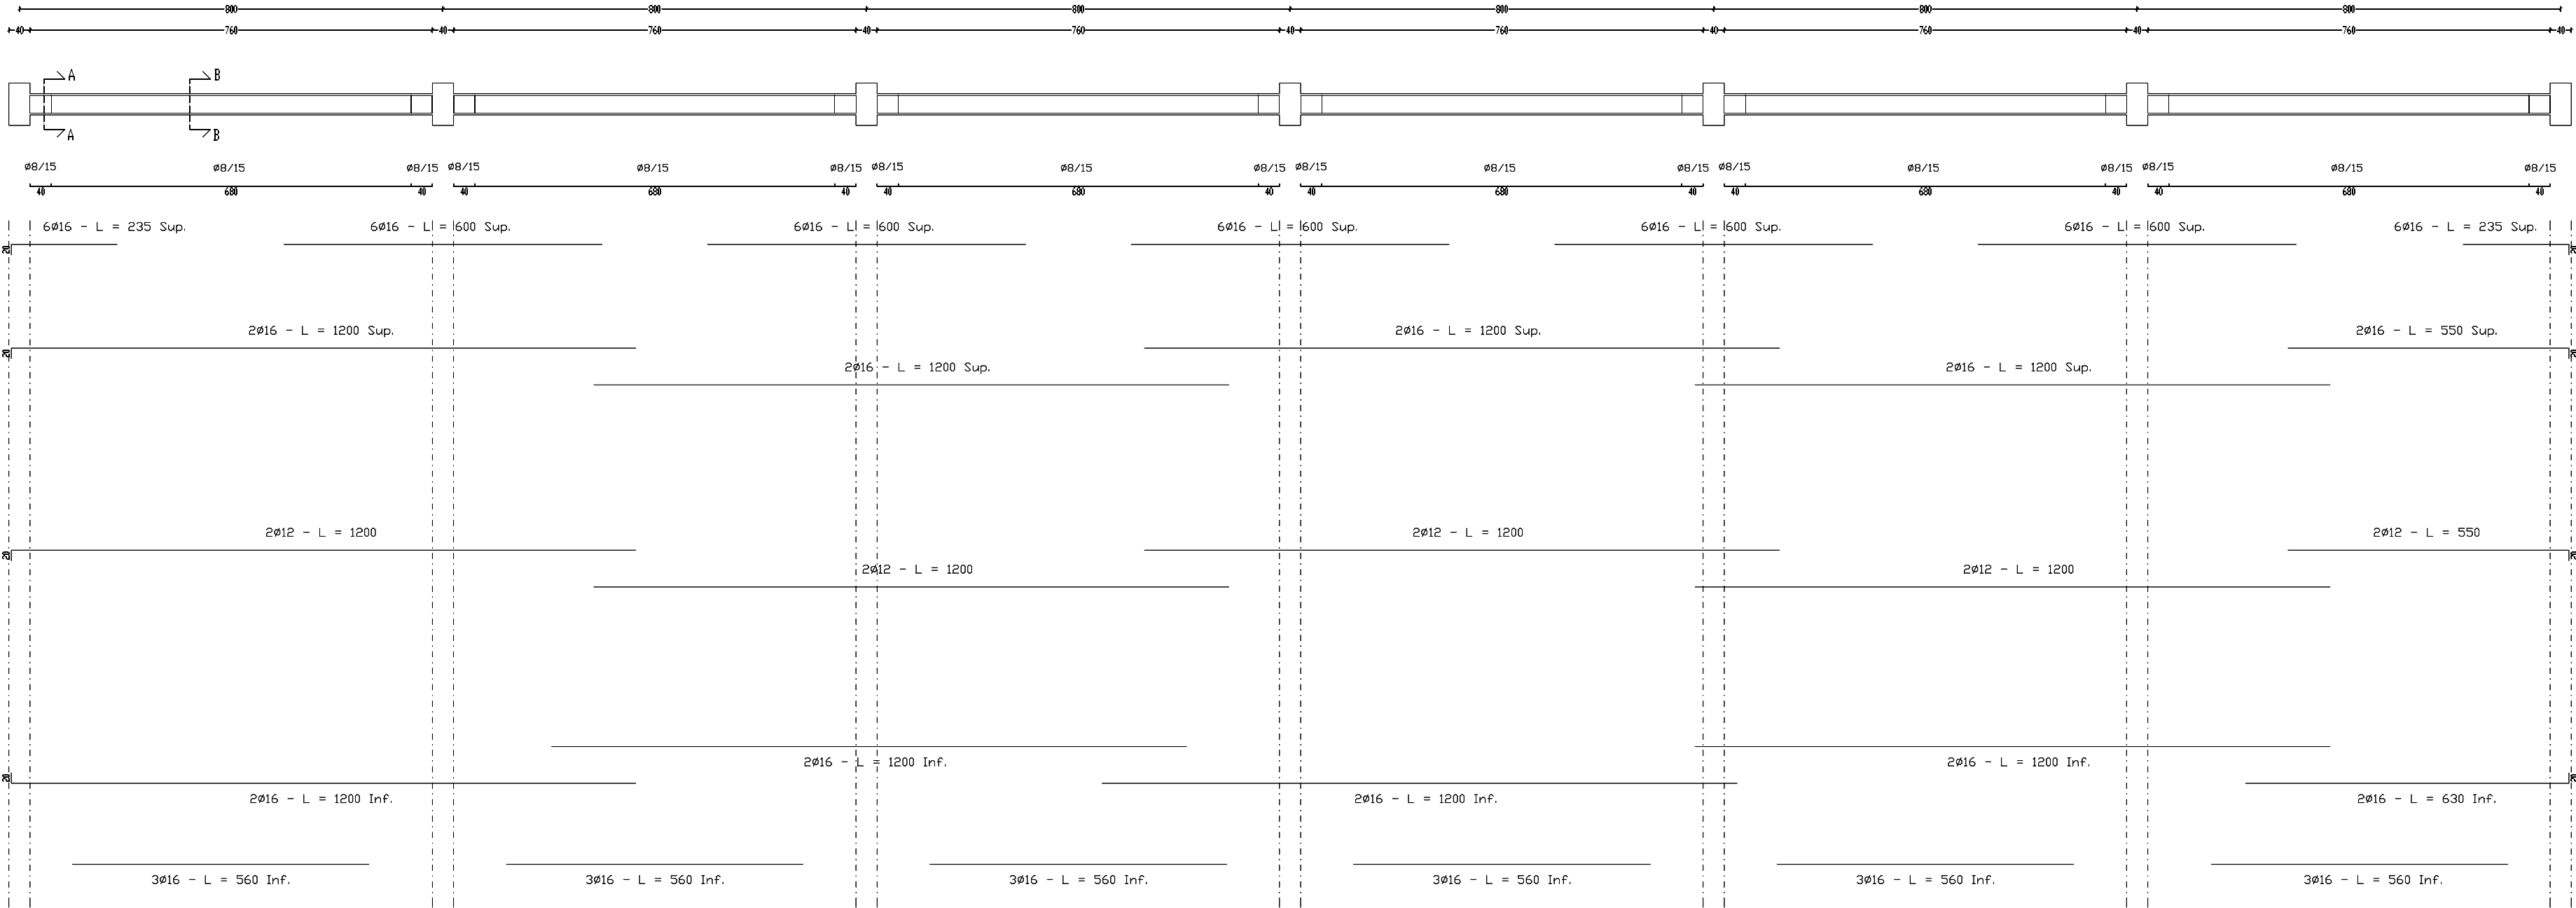 800 800 800 800 800 800
40 760 40 760 40 760 40 760 40 760 40 760 40
A B
A B
ø8/15 ø8/15 ø8/15 ø8/15 ø8/15 ø8/15 ø8/15 ø8/15 ø8/15 ø8/15 ø8/15 ø8/15 ø8/15 ø8/15 ø8/15 ø8/15 ø8/15 ø8/15
40 680 40 40 680 40 40 680 40 40 680 40 40 680 40 40 680 40
6ø16 - L = 235 Sup. 6ø16 - L = 600 Sup. 6ø16 - L = 600 Sup. 6ø16 - L = 600 Sup. 6ø16 - L = 600 Sup. 6ø16 - L = 600 Sup. 6ø16 - L = 235 Sup.
20 20
2ø16 - L = 1200 Sup. 2ø16 - L = 1200 Sup. 2ø16 - L = 550 Sup.
20 20
2ø16 - L = 1200 Sup. 2ø16 - L = 1200 Sup.
2ø12 - L = 1200 2ø12 - L = 1200 2ø12 - L = 550
20 20
2ø12 - L = 1200 2ø12 - L = 1200
2ø16 - L = 1200 Inf. 2ø16 - L = 1200 Inf.
20 20
2ø16 - L = 1200 Inf. 2ø16 - L = 1200 Inf. 2ø16 - L = 630 Inf.
3ø16 - L = 560 Inf. 3ø16 - L = 560 Inf. 3ø16 - L = 560 Inf. 3ø16 - L = 560 Inf. 3ø16 - L = 560 Inf. 3ø16 - L = 560 Inf.